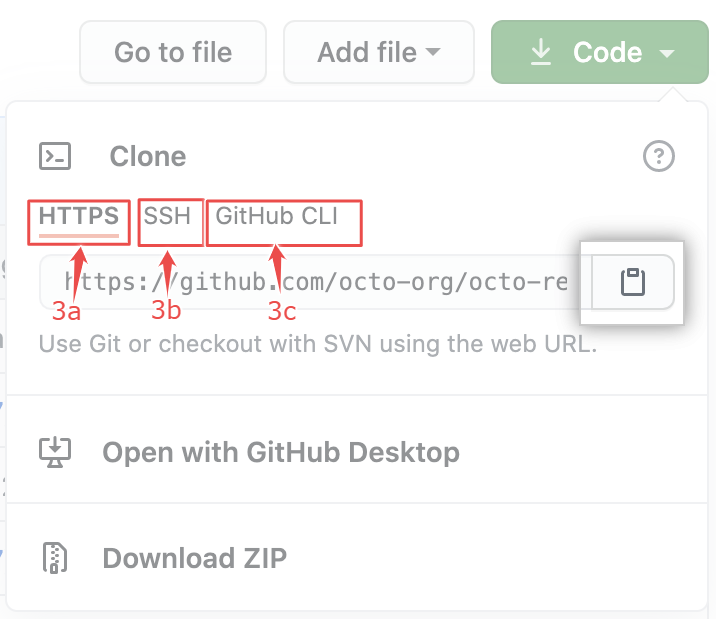 Go to file Add file Code
Clone
HTTPS SSH GitHub CLI
https://github.com/octo-org/octo-re
3a 3b 3c
Use Git or checkout with SVN using the web URL.
Open with GitHub Desktop
Download ZIP